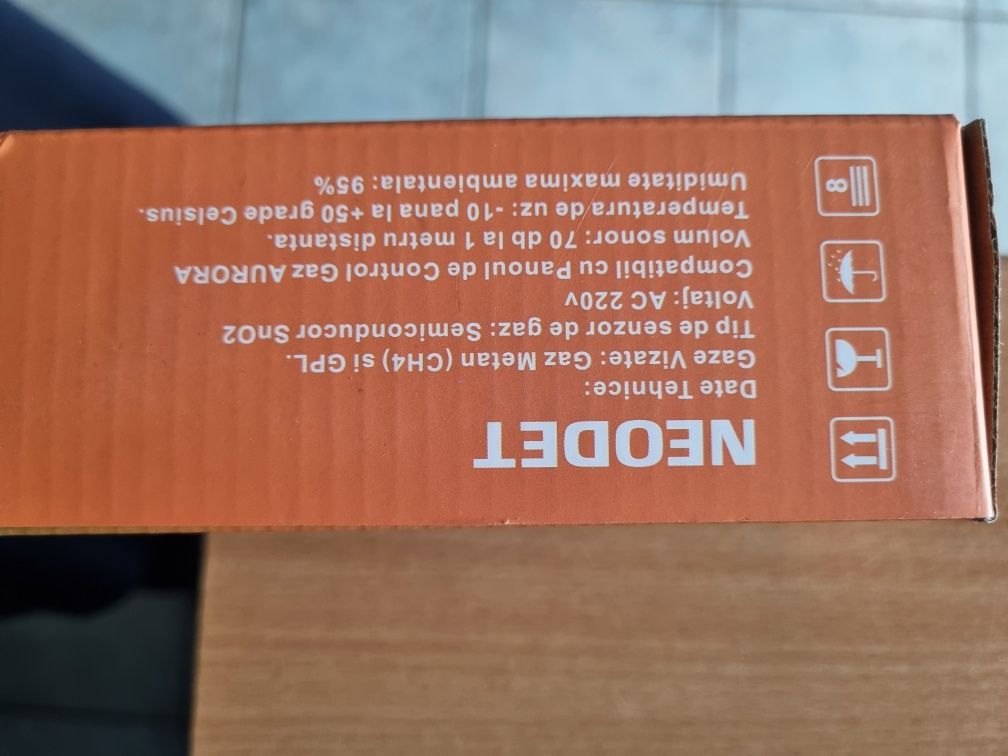 NEODET
Date Tehnice:
Gaze Vizate: Gaz Metan (CH4) si GPL.
Tip de senzor de gaz: Semiconducor SnO2
Voltaj: AC 220v
Compatibil cu Panoul de Control Gaz AURORA
Volum sonor: 70 db la 1 metru distanta.
Temperatura de uz: -10 pana la +50 grade Celsius.
Umiditate maxima ambientala: 95%
8